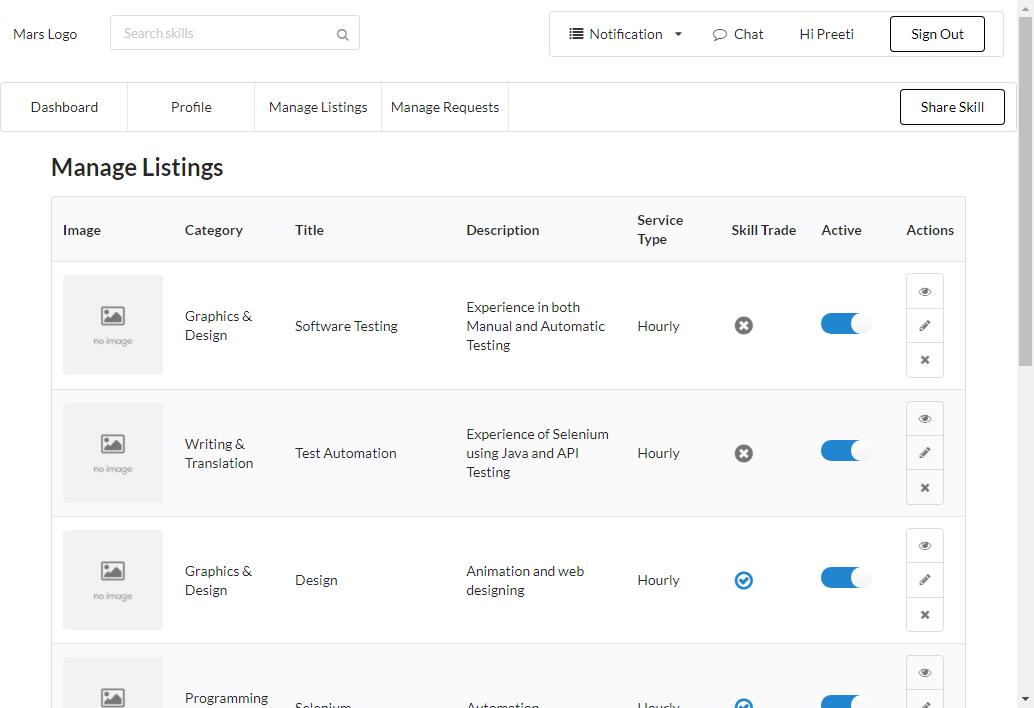 Mars Logo
Search skills
Notification
Chat
Hi Preeti
Sign Out
Dashboard
Profile
Manage Listings
Manage Requests
Share Skill
Manage Listings
Image
Category
Title
Description
Service
Type
Skill Trade
Active
Actions
no image
Graphics &
Design
Software Testing
Experience in both
Manual and Automatic
Testing
Hourly
no image
Writing &
Translation
Test Automation
Experience of Selenium
using Java and API
Testing
Hourly
no image
Graphics &
Design
Design
Animation and web
designing
Hourly
Programming
Selenium
Automation
Hourly